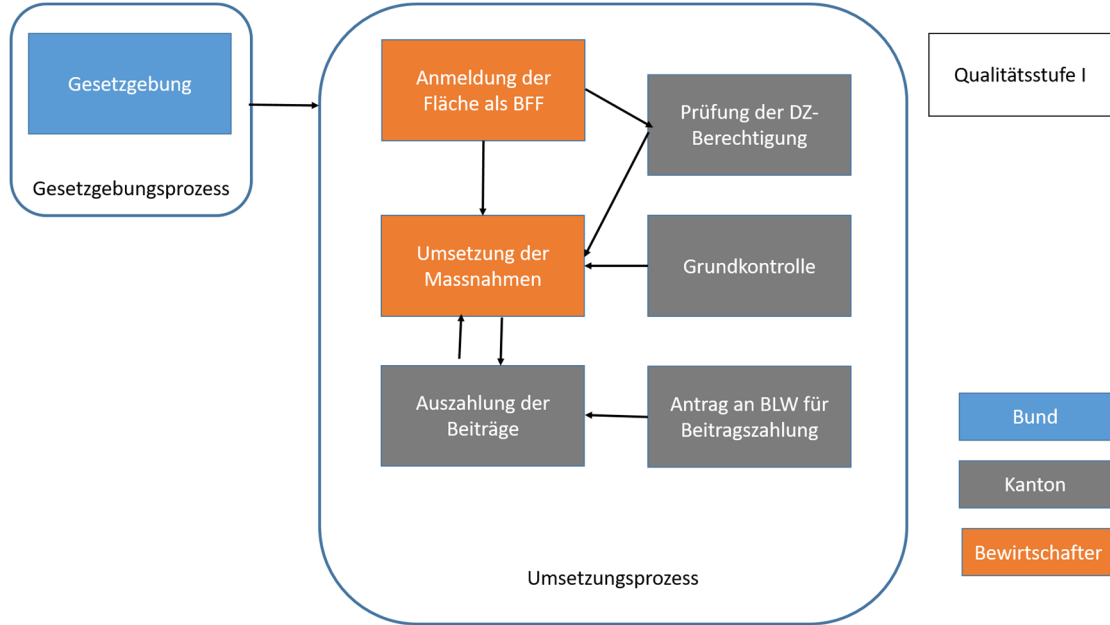 Gesetzgebung
Gesetzgebungsprozess
Anmeldung der
Fläche als BFF
Prüfung der DZ-
Berechtigung
Umsetzung der
Massnahmen
Grundkontrolle
Auszahlung der
Beiträge
Antrag an BLW für
Beitragszahlung
Umsetzungsprozess
Qualitätsstufe I
Bund
Kanton
Bewirtschafter